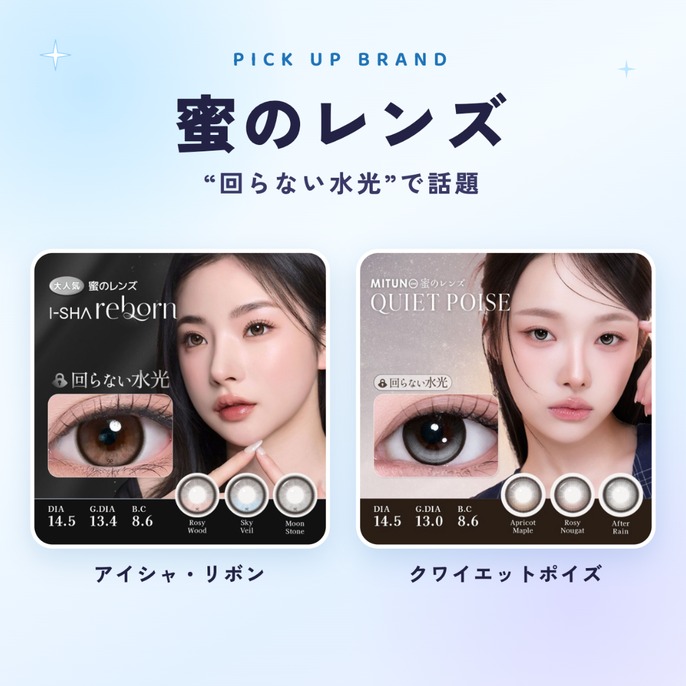 PICK UP BRAND
蜜のレンズ
“回らない水光”で話題
大人気 蜜のレンズ
I-SHA reborn
回らない水光
DIA G.DIA B.C
14.5 13.4 8.6
Rosy Wood
Sky Veil
Moon Stone
アイシャ・リボン
MITUNO 蜜のレンズ
QUIET POISE
回らない水光
DIA G.DIA B.C
14.5 13.0 8.6
Apricot Maple
Rosy Nougat
After Rain
クワイエットポイズ